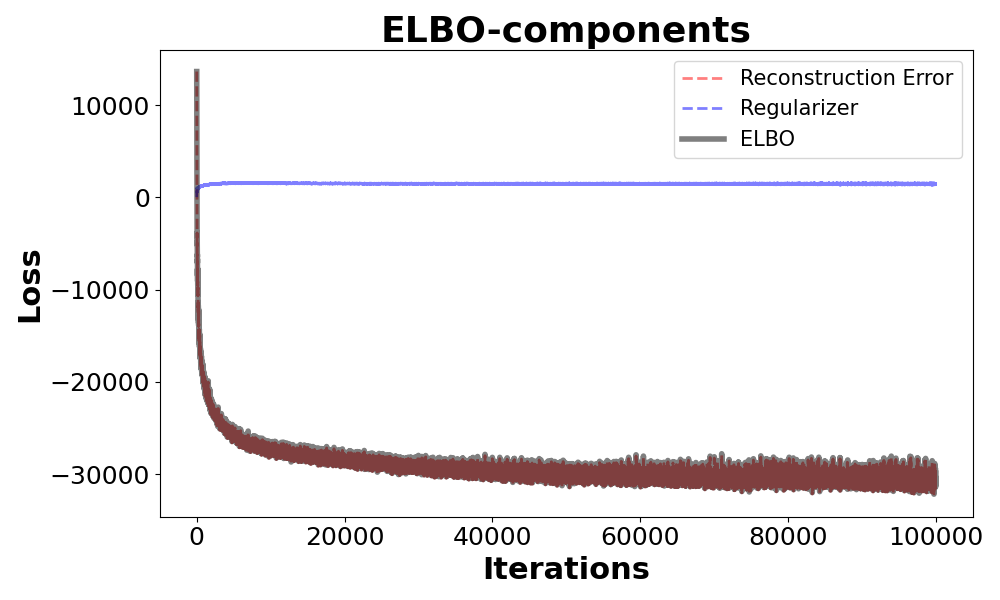 ELBO-components
Reconstruction Error
Regularizer
ELBO
10000
0
−10000
−20000
−30000
Loss
0
20000
40000
60000
80000
100000
Iterations